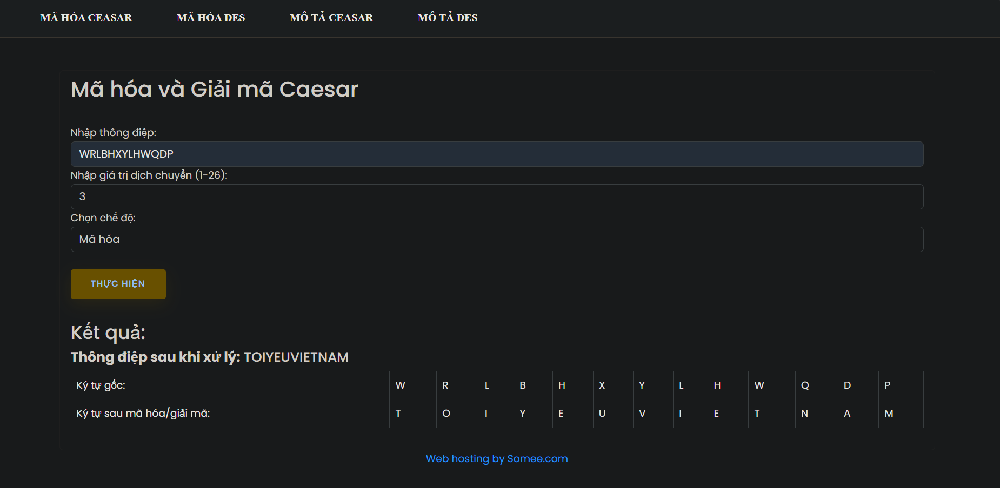 MÃ HÓA CEASAR MÃ HÓA DES MÔ TẢ CEASAR MÔ TẢ DES
Mã hóa và Giải mã Caesar
Nhập thông điệp:
WRLBHXYLHWQDP
Nhập giá trị dịch chuyển (1-26):
3
Chọn chế độ:
Mã hóa
THỰC HIỆN
Kết quả:
Thông điệp sau khi xử lý: TOIYEUVIETNAM
Ký tự gốc: W R L B H X Y L H W Q D P
Ký tự sau mã hóa/giải mã: T O I Y E U V I E T N A M
Web hosting by Somee.com